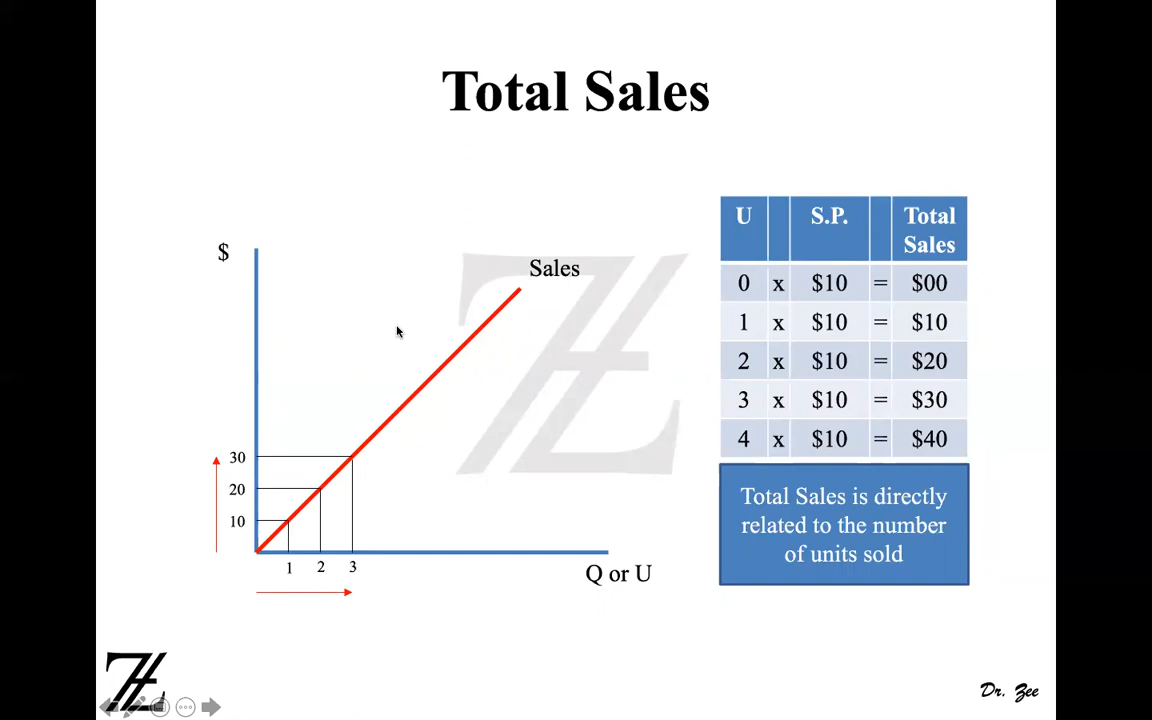 Total Sales
$
Sales
30
20
10
1 2 3
Q or U
U S.P. Total
Sales
0 x $10 = $00
1 x $10 = $10
2 x $10 = $20
3 x $10 = $30
4 x $10 = $40
Total Sales is directly
related to the number
of units sold
Dr. Zee